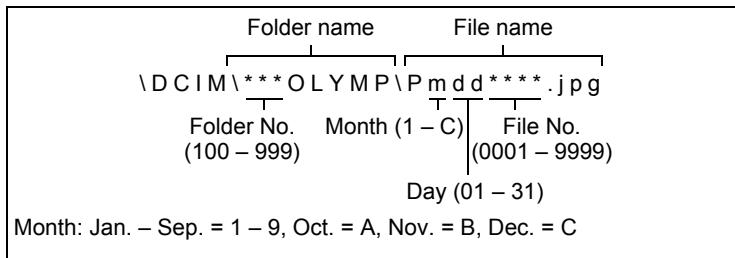 Folder name File name
\DCIM\***OLYMP\Pmdd****.jpg
Folder No. Month (1 – C) File No.
(100 – 999) (0001 – 9999)
Day (01 – 31)
Month: Jan. – Sep. = 1 – 9, Oct. = A, Nov. = B, Dec. = C